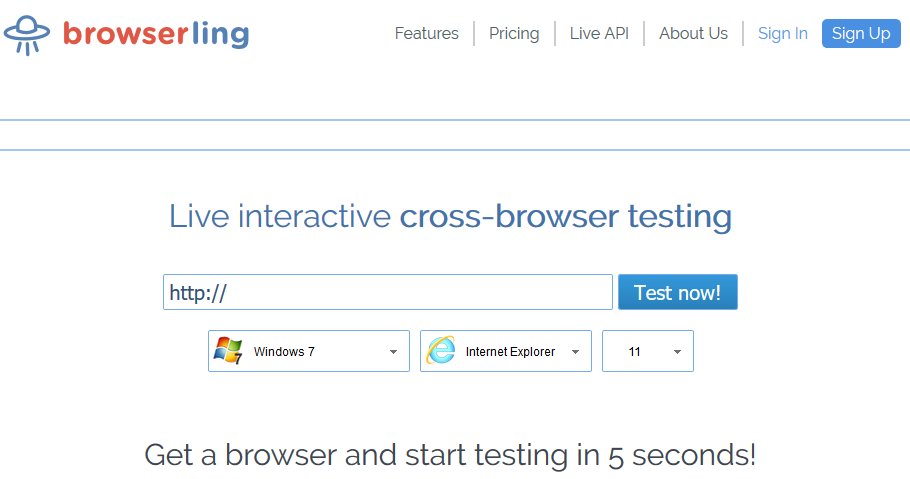 browserling
Features
Pricing
Live API
About Us
Sign In
Sign Up
Live interactive cross-browser testing
http://
Test now!
7
Windows 7
Internet Explorer
11
Get a browser and start testing in 5 seconds!